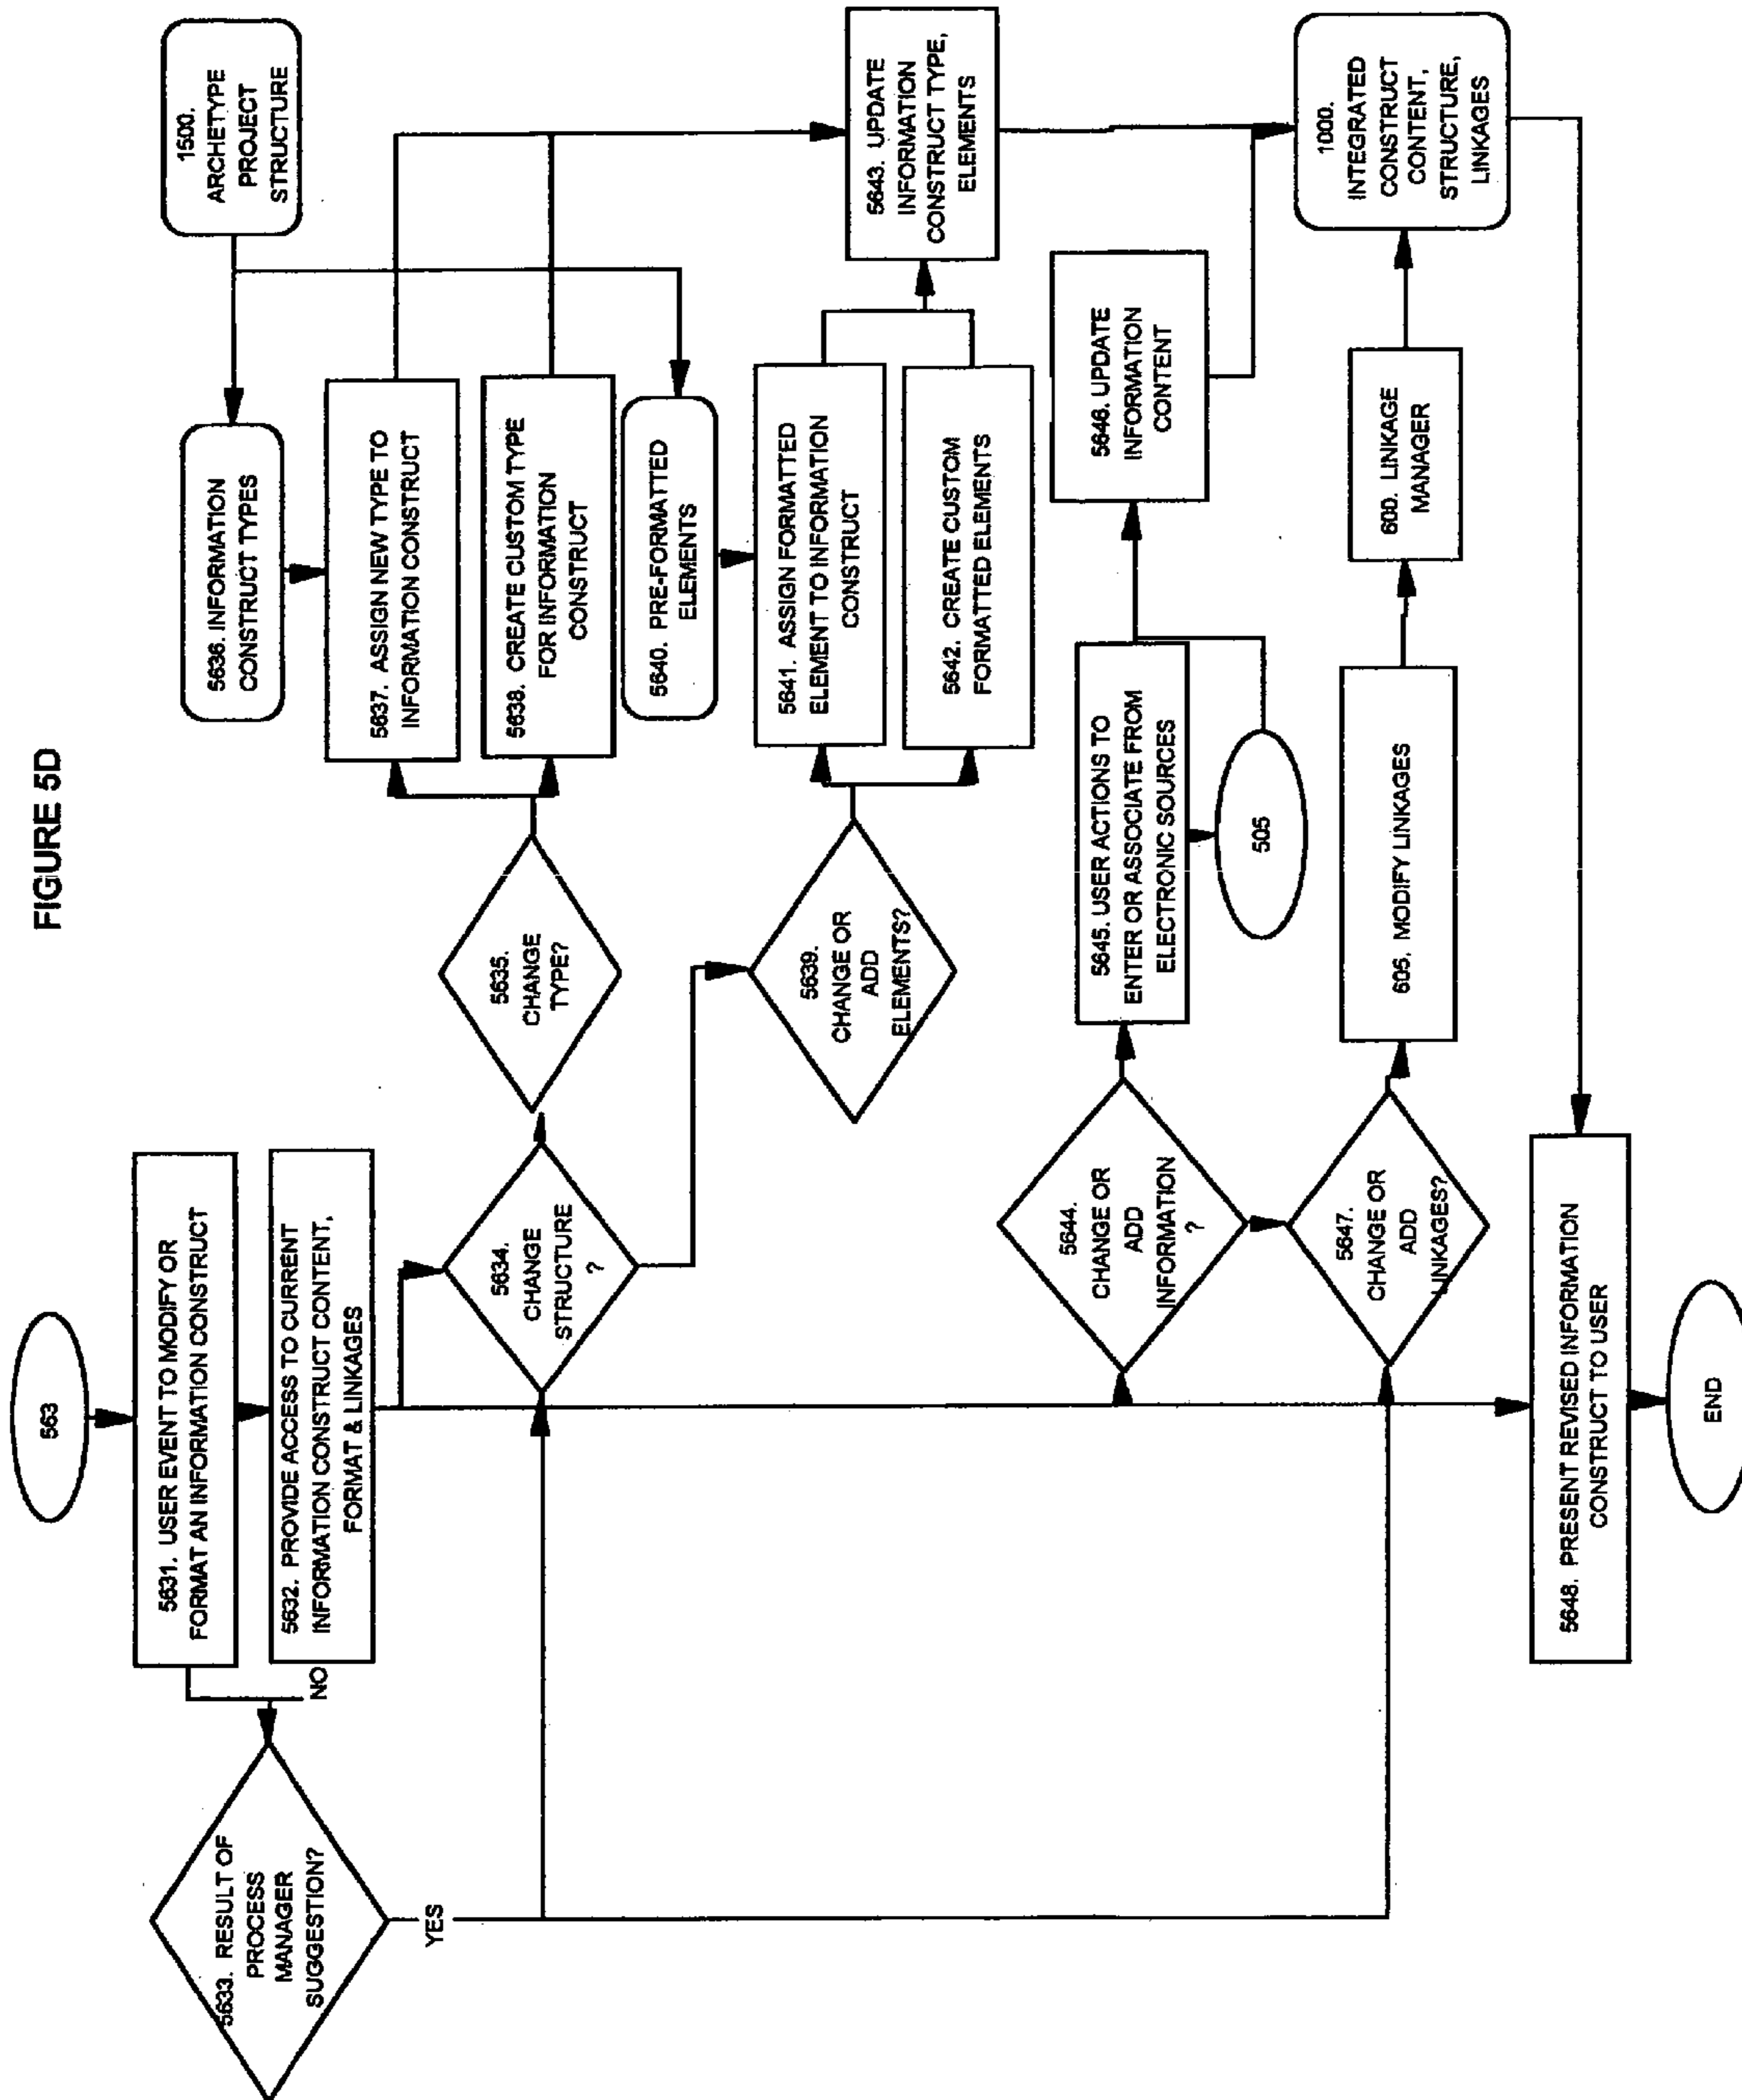 FIGURE 5D
563
5631. USER EVENT TO MODIFY OR
FORMAT AN INFORMATION CONSTRUCT
5632. PROVIDE ACCESS TO CURRENT
INFORMATION CONSTRUCT CONTENT,
FORMAT & LINKAGES
NO
5633. RESULT OF
PROCESS
MANAGER
SUGGESTION?
YES
5634.
CHANGE
STRUCTURE
?
5635.
CHANGE
TYPE?
1500.
ARCHETYPE
PROJECT
STRUCTURE
5636. INFORMATION
CONSTRUCT TYPES
5637. ASSIGN NEW TYPE TO
INFORMATION CONSTRUCT
5638. CREATE CUSTOM TYPE
FOR INFORMATION
CONSTRUCT
5639.
CHANGE OR
ADD
ELEMENTS?
5640. PRE-FORMATTED
ELEMENTS
5641. ASSIGN FORMATTED
ELEMENT TO INFORMATION
CONSTRUCT
5642. CREATE CUSTOM
FORMATTED ELEMENTS
5643. UPDATE
INFORMATION
CONSTRUCT TYPE,
ELEMENTS
5644.
CHANGE OR
ADD
INFORMATION
?
5645. USER ACTIONS TO
ENTER OR ASSOCIATE FROM
ELECTRONIC SOURCES
505
5646. UPDATE
INFORMATION
CONTENT
5647.
CHANGE OR
ADD
LINKAGES?
605. MODIFY LINKAGES
600. LINKAGE
MANAGER
1000.
INTEGRATED
CONSTRUCT
CONTENT,
STRUCTURE,
LINKAGES
5648. PRESENT REVISED INFORMATION
CONSTRUCT TO USER
END